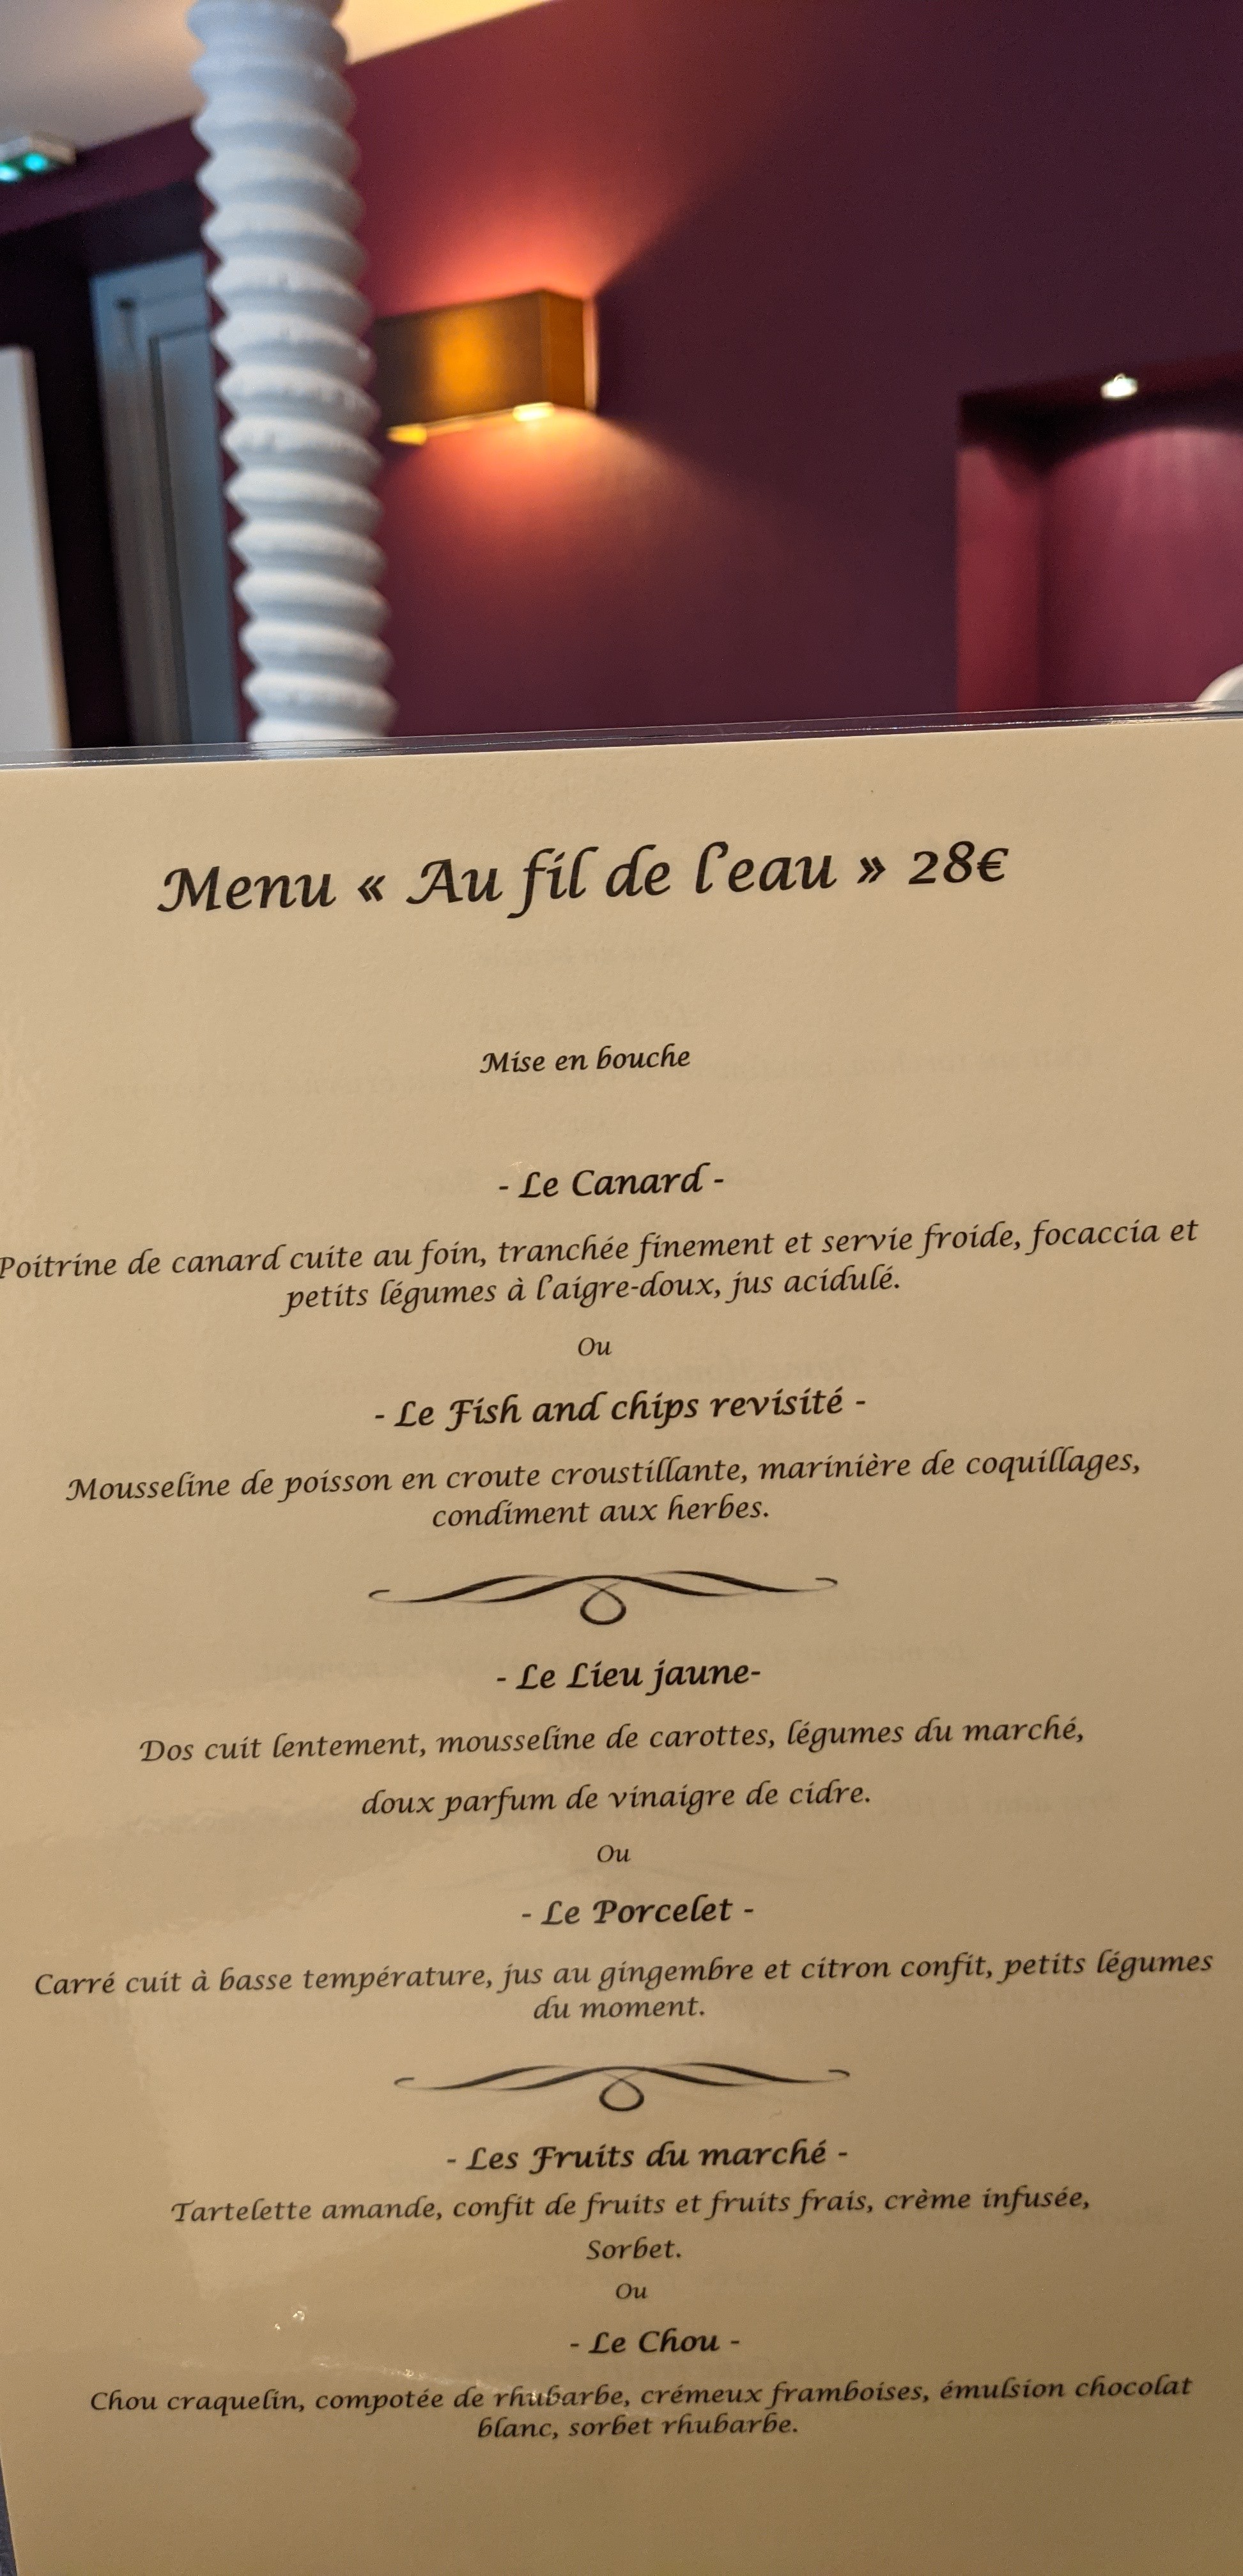 Menu « Au fil de l'eau » 28€
Mise en bouche
- Le Canard -
Poitrine de canard cuite au foin, tranchée finement et servie froide, focaccia et
petits légumes à l'aigre-doux, jus acidulé.
Ou
- Le Fish and chips revisité -
Mousseline de poisson en croute croustillante, marinière de coquillages,
condiment aux herbes.
- Le Lieu jaune-
Dos cuit lentement, mousseline de carottes, légumes du marché,
doux parfum de vinaigre de cidre.
Ou
- Le Porcelet -
Carré cuit à basse température, jus au gingembre et citron confit, petits légumes
du moment.
- Les Fruits du marché -
Tartelette amande, confit de fruits et fruits frais, crème infusée,
Sorbet.
Ou
- Le Chou -
Chou craquelin, compotée de rhubarbe, crémeux framboises, émulsion chocolat
blanc, sorbet rhubarbe.